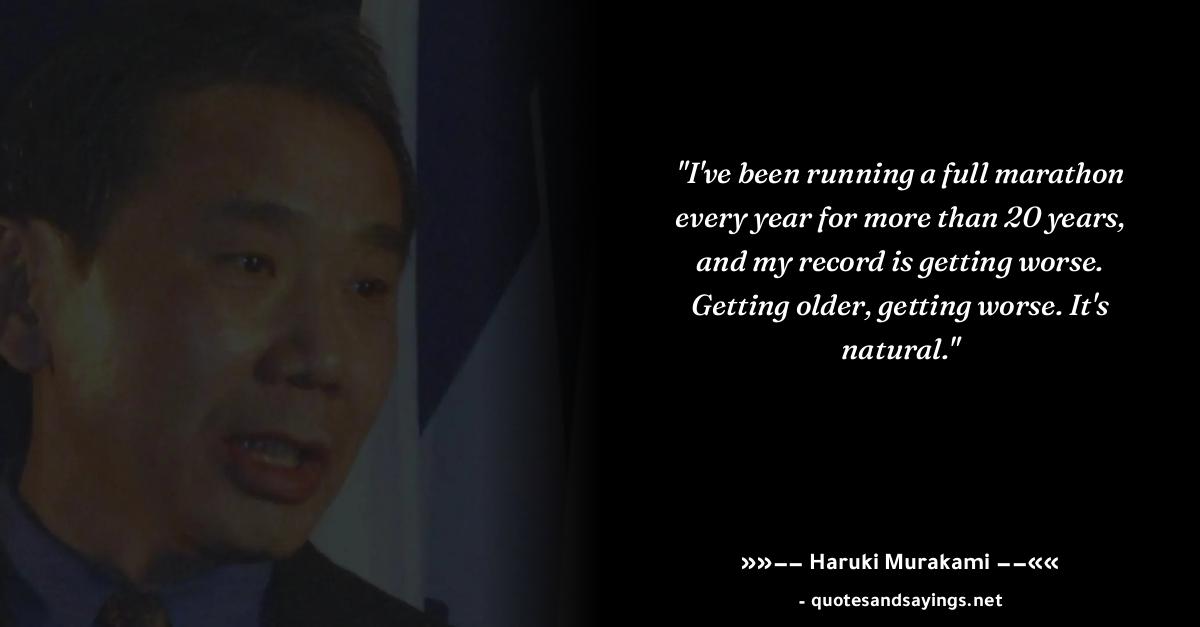 "I've been running a full marathon
every year for more than 20 years,
and my record is getting worse.
Getting older, getting worse. It's
natural."
»»−− Haruki Murakami −−««
- quotesandsayings.net